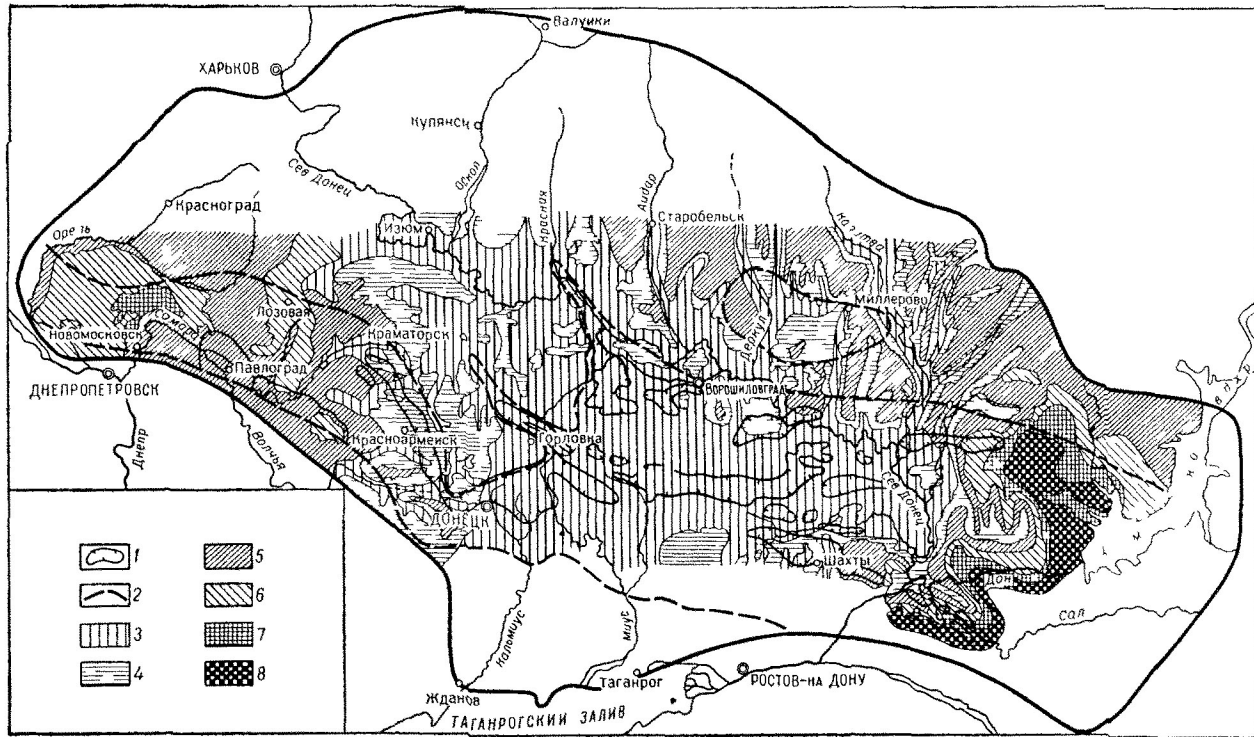 Валуики
ХАРЬКОВ
Купянск
Сев Донец
Оскол
Красная
Айдар
Красноград
Старобельск
Изюм
Миллерово
Лозовая
Краматорск
Деркул
Новомосковск
Самара
Павлоград
ВОРОШИЛОВГРАД
ДНЕПРОПЕТРОВСК
Красноармейск
Горловка
Днепр
Волчья
Сев Донец
ДОНЕЦК
Шахты
Дон
Сал
Кальмиус
Миус
Жданов
Таганрог
РОСТОВ-НА ДОНУ
ТАГАНРОГСКИЙ ЗАЛИВ
1
2
3
4
5
6
7
8